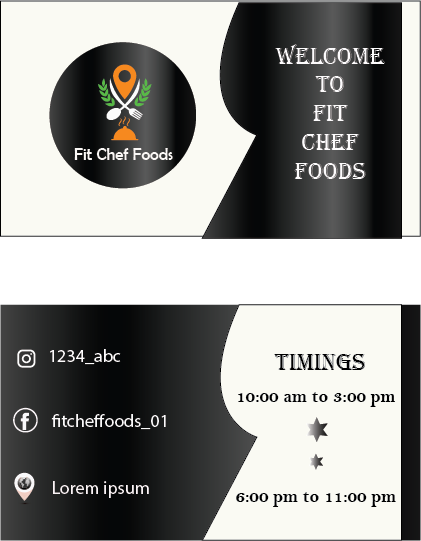 Fit Chef Foods
WELCOME
TO
FIT
CHEF
FOODS
1234_abc
fitcheffoods_01
Lorem ipsum
TIMINGS
10:00 am to 3:00 pm
6:00 pm to 11:00 pm